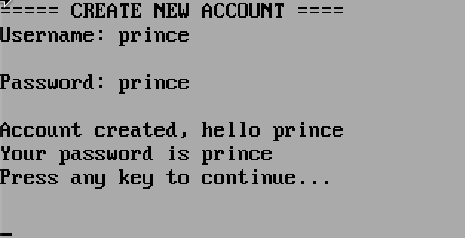 ===== CREATE NEW ACCOUNT ====
Username: prince
Password: prince
Account created, hello prince
Your password is prince
Press any key to continue...